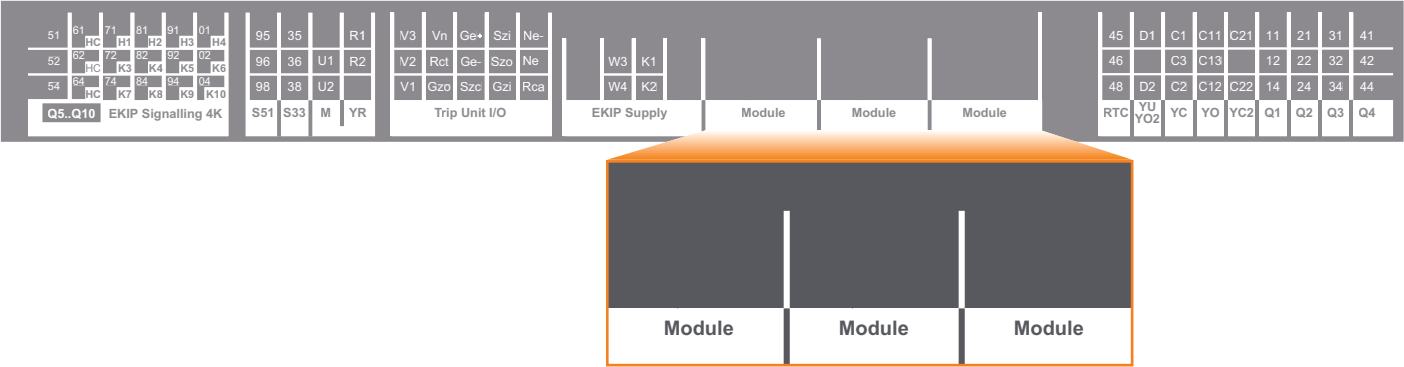 51 61 HC 71 H1 81 H2 91 H3 01 H4 95 35 R1 V3 Vn Ge+ Szi Ne- 45 D1 C1 C11 C21 11 21 31 41
52 62 HC 72 K3 82 K4 92 K5 02 K6 96 36 U1 R2 V2 Rct Ge- Szo Ne W3 K1 46 C3 C13 12 22 32 42
54 64 HC 74 K7 84 K8 94 K9 04 K10 98 38 U2 V1 Gzo Szc Gzi Rca W4 K2 48 D2 C2 C12 C22 14 24 34 44
Q5..Q10 EKIP Signalling 4K S51 S33 M YR Trip Unit I/O EKIP Supply Module Module Module RTC YU YO2 YC YO YC2 Q1 Q2 Q3 Q4
Module Module Module